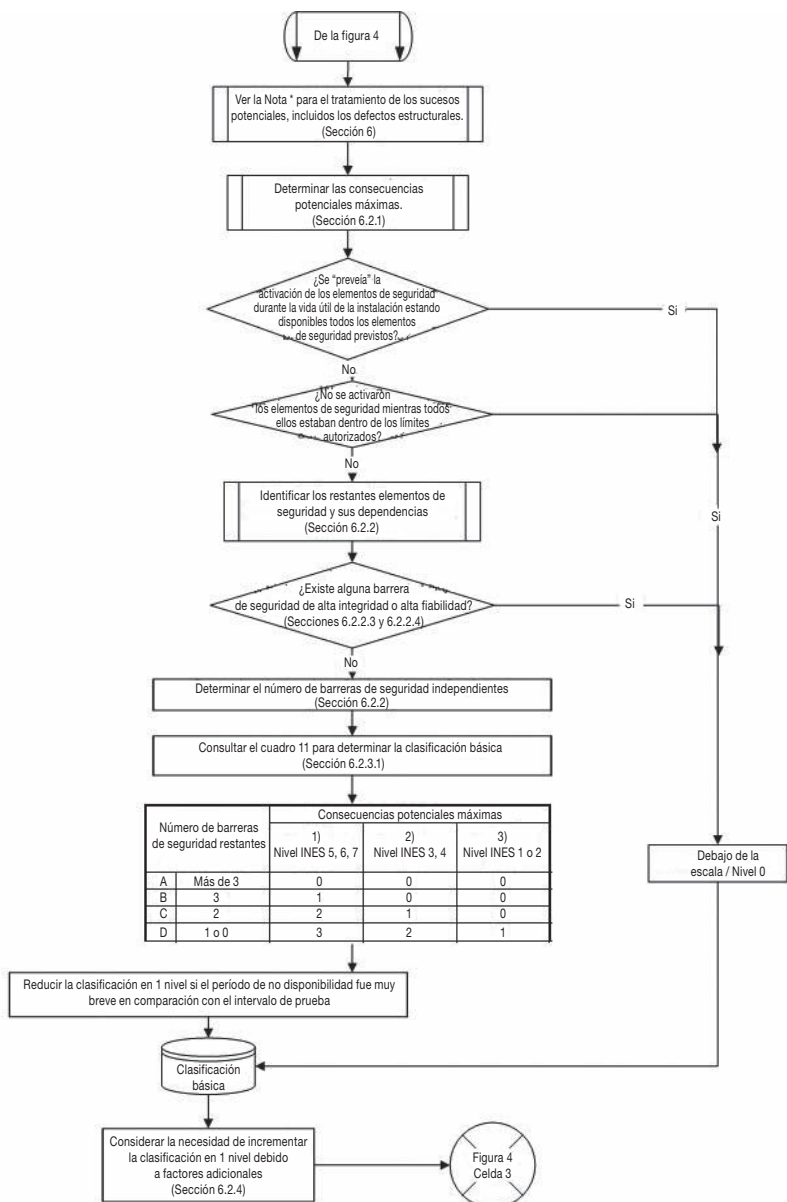 De la figura 4
Ver la Nota * para el tratamiento de los sucesos
potenciales, incluidos los defectos estructurales.
(Sección 6)
Determinar las consecuencias
potenciales máximas.
(Sección 6.2.1)
¿Se “preveía” la
activación de los elementos de seguridad
durante la vida útil de la instalación estando
disponibles todos los elementos
de seguridad previstos?
Si
No
¿No se activarón
los elementos de seguridad mientras todos
ellos estaban dentro de los límites
autorizados?
No
Si
Identificar los restantes elementos de
seguridad y sus dependencias
(Sección 6.2.2)
¿Existe alguna barrera
de seguridad de alta integridad o alta fiabilidad?
(Secciones 6.2.2.3 y 6.2.2.4)
Si
No
Determinar el número de barreras de seguridad independientes
(Sección 6.2.2)
Consultar el cuadro 11 para determinar la clasificación básica
(Sección 6.2.3.1)
Número de barreras
de seguridad restantes
Consecuencias potenciales máximas
1)
Nivel INES 5, 6, 7
2)
Nivel INES 3, 4
3)
Nivel INES 1 o 2
A Más de 3 0 0 0
B 3 1 0 0
C 2 2 1 0
D 1 o 0 3 2 1
Debajo de la
escala / Nivel 0
Reducir la clasificación en 1 nivel si el período de no disponibilidad fue muy
breve en comparación con el intervalo de prueba
Clasificación
básica
Considerar la necesidad de incrementar
la clasificación en 1 nivel debido
a factores adicionales
(Sección 6.2.4)
Figura 4
Celda 3